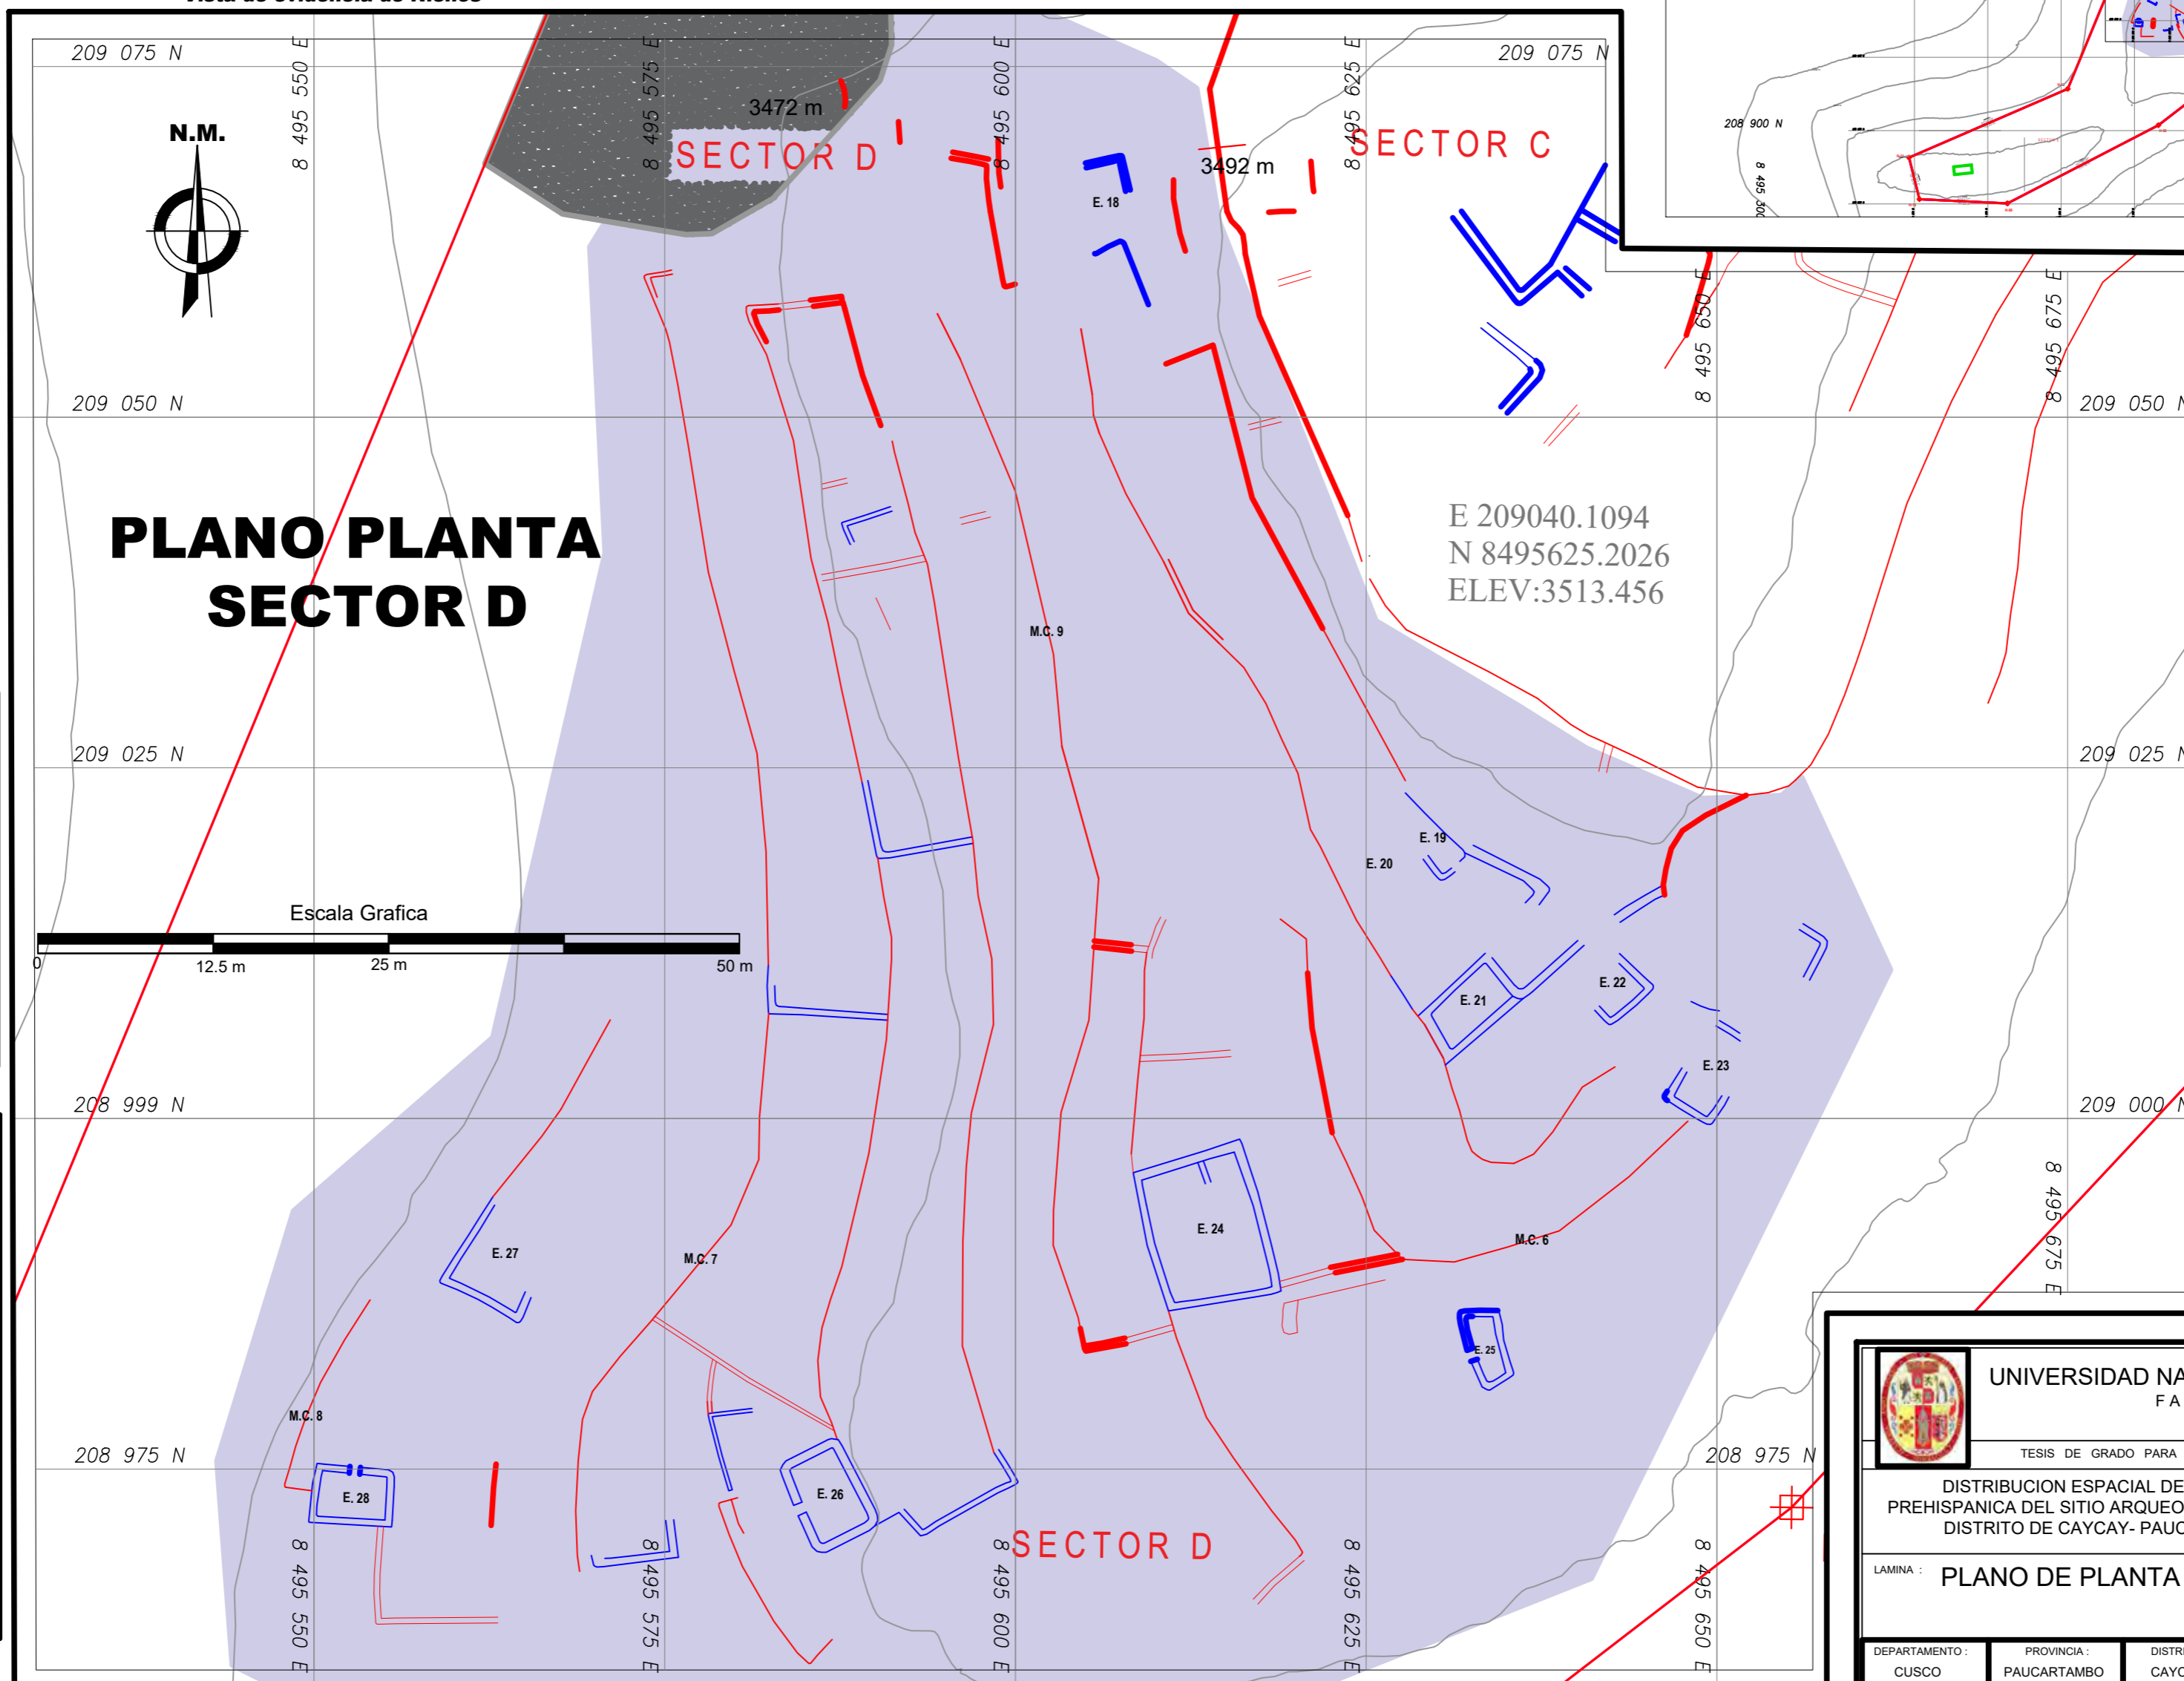 209 075 N
8 495 550 E
8 495 575 E
8 495 600 E
8 495 625 E
209 075 N
N.M.
3472 m
SECTOR D
E. 18
3492 m
SECTOR C
208 900 N
8 495 300
8 495 650 E
8 495 675 E
209 050 N
209 050 N
PLANO PLANTA
SECTOR D
E 209040.1094
N 8495625.2026
ELEV:3513.456
M.C. 9
209 025 N
209 025 N
E. 19
E. 20
Escala Grafica
0 12.5 m 25 m 50 m
E. 21
E. 22
E. 23
208 999 N
209 000 N
E. 24
E. 27
M.C. 7
M.C. 6
8 495 675 E
E. 25
M.C. 8
208 975 N
208 975 N
E. 28
E. 26
SECTOR D
8 495 550 E
8 495 575 E
8 495 600 E
8 495 625 E
8 495 650 E
UNIVERSIDAD NA
F A
TESIS DE GRADO PARA
DISTRIBUCION ESPACIAL DE
PREHISPANICA DEL SITIO ARQUEO
DISTRITO DE CAYCAY- PAUC
LAMINA :
PLANO DE PLANTA
DEPARTAMENTO :
CUSCO
PROVINCIA :
PAUCARTAMBO
DISTR
CAYC